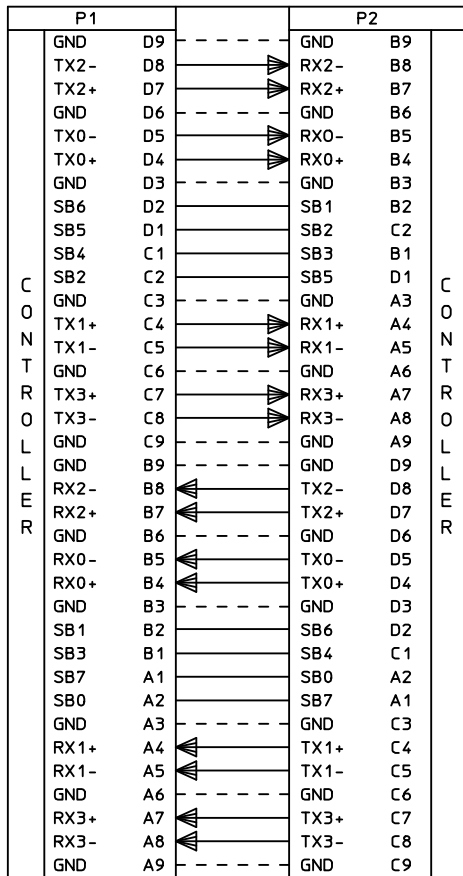 P1 P2
GND D9 GND B9
TX2- D8 RX2- B8
TX2+ D7 RX2+ B7
GND D6 GND B6
TX0- D5 RX0- B5
TX0+ D4 RX0+ B4
GND D3 GND B3
SB6 D2 SB1 B2
SB5 D1 SB2 C2
SB4 C1 SB3 B1
SB2 C2 SB5 D1
GND C3 GND A3
TX1+ C4 RX1+ A4
TX1- C5 RX1- A5
GND C6 GND A6
TX3+ C7 RX3+ A7
TX3- C8 RX3- A8
GND C9 GND A9
GND B9 GND D9
RX2- B8 TX2- D8
RX2+ B7 TX2+ D7
GND B6 GND D6
RX0- B5 TX0- D5
RX0+ B4 TX0+ D4
GND B3 GND D3
SB1 B2 SB6 D2
SB3 B1 SB4 C1
SB7 A1 SB0 A2
SB0 A2 SB7 A1
GND A3 GND C3
RX1+ A4 TX1+ C4
RX1- A5 TX1- C5
GND A6 GND C6
RX3+ A7 TX3+ C7
RX3- A8 TX3- C8
GND A9 GND C9
CONTROLLER
CONTROLLER